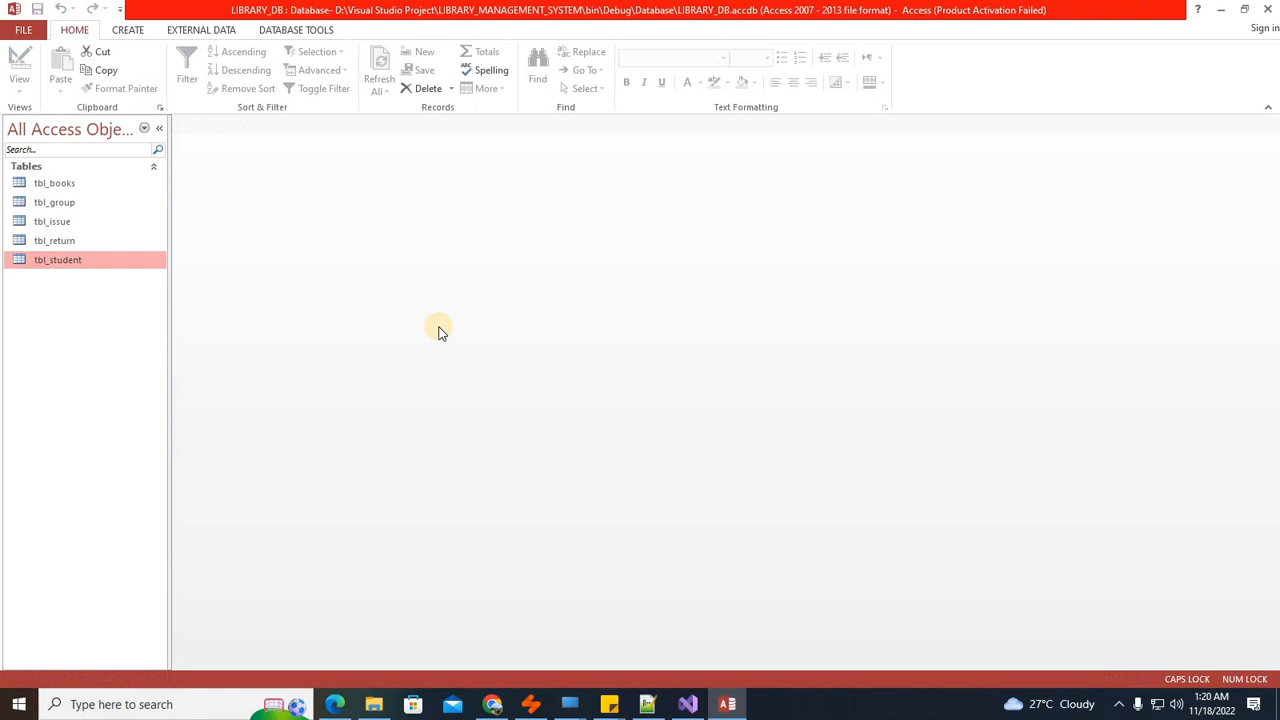 LIBRARY_DB : Database- D:\Visual Studio Project\LIBRARY_MANAGEMENT_SYSTEM\bin\Debug\Database\LIBRARY_DB.accdb (Access 2007 - 2013 file format) - Access (Product Activation Failed)
FILE HOME CREATE EXTERNAL DATA DATABASE TOOLS Sign in
View
Views
Paste
Cut
Copy
Format Painter
Clipboard
Filter
Ascending
Descending
Remove Sort
Selection
Advanced
Toggle Filter
Sort & Filter
Refresh
All
New
Save
Delete
Totals
Spelling
More
Records
Find
Replace
Go To
Select
Find
B I U A
Text Formatting
All Access Obje...
Search...
Tables
tbl_books
tbl_group
tbl_issue
tbl_return
tbl_student
CAPS LOCK NUM LOCK
Type here to search
27°C Cloudy
1:20 AM
11/18/2022